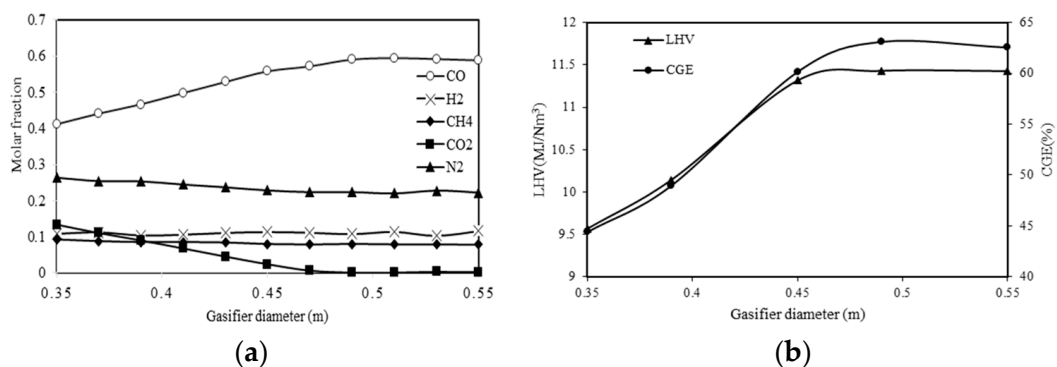 0.7
0.6
0.5
0.4
0.3
0.2
0.1
0
Molar fraction
CO
H2
CH4
CO2
N2
0.35 0.4 0.45 0.5 0.55
Gasifier diameter (m)
(a)
12
11.5
11
10.5
10
9.5
9
LHV(MJ/Nm³)
LHV
CGE
65
60
55
50
45
40
CGE(%)
0.35 0.4 0.45 0.5 0.55
Gasifier diameter (m)
(b)